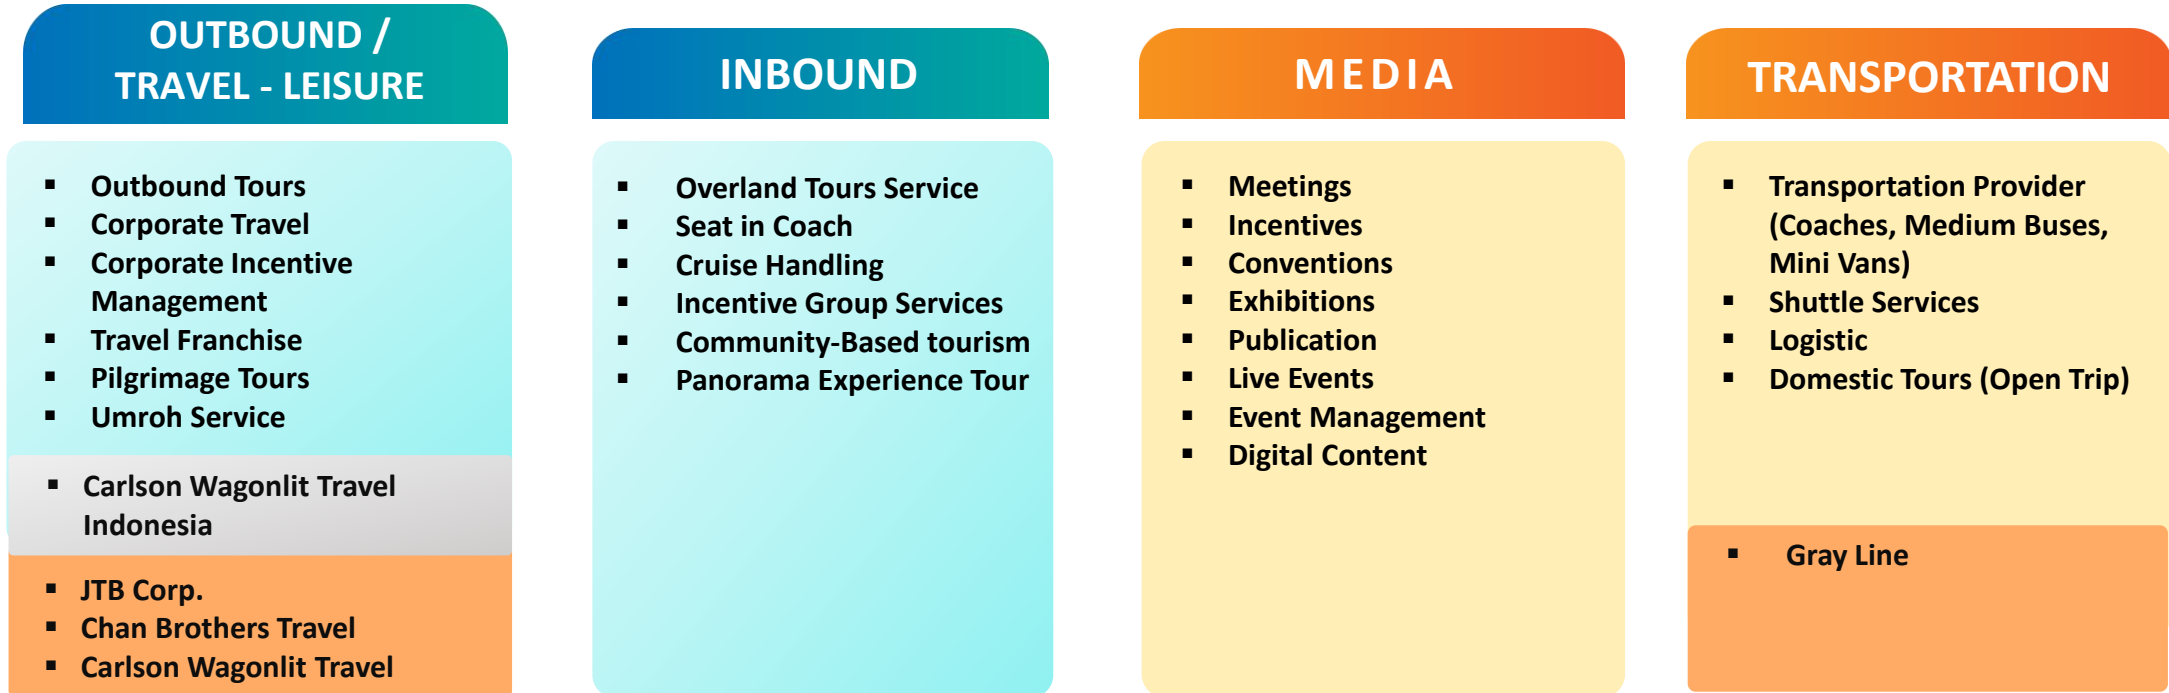 OUTBOUND /
TRAVEL - LEISURE
▪ Outbound Tours
▪ Corporate Travel
▪ Corporate Incentive
Management
▪ Travel Franchise
▪ Pilgrimage Tours
▪ Umroh Service
▪ Carlson Wagonlit Travel
Indonesia
▪ JTB Corp.
▪ Chan Brothers Travel
▪ Carlson Wagonlit Travel
INBOUND
▪ Overland Tours Service
▪ Seat in Coach
▪ Cruise Handling
▪ Incentive Group Services
▪ Community-Based tourism
▪ Panorama Experience Tour
MEDIA
▪ Meetings
▪ Incentives
▪ Conventions
▪ Exhibitions
▪ Publication
▪ Live Events
▪ Event Management
▪ Digital Content
TRANSPORTATION
▪ Transportation Provider
(Coaches, Medium Buses,
Mini Vans)
▪ Shuttle Services
▪ Logistic
▪ Domestic Tours (Open Trip)
▪ Gray Line